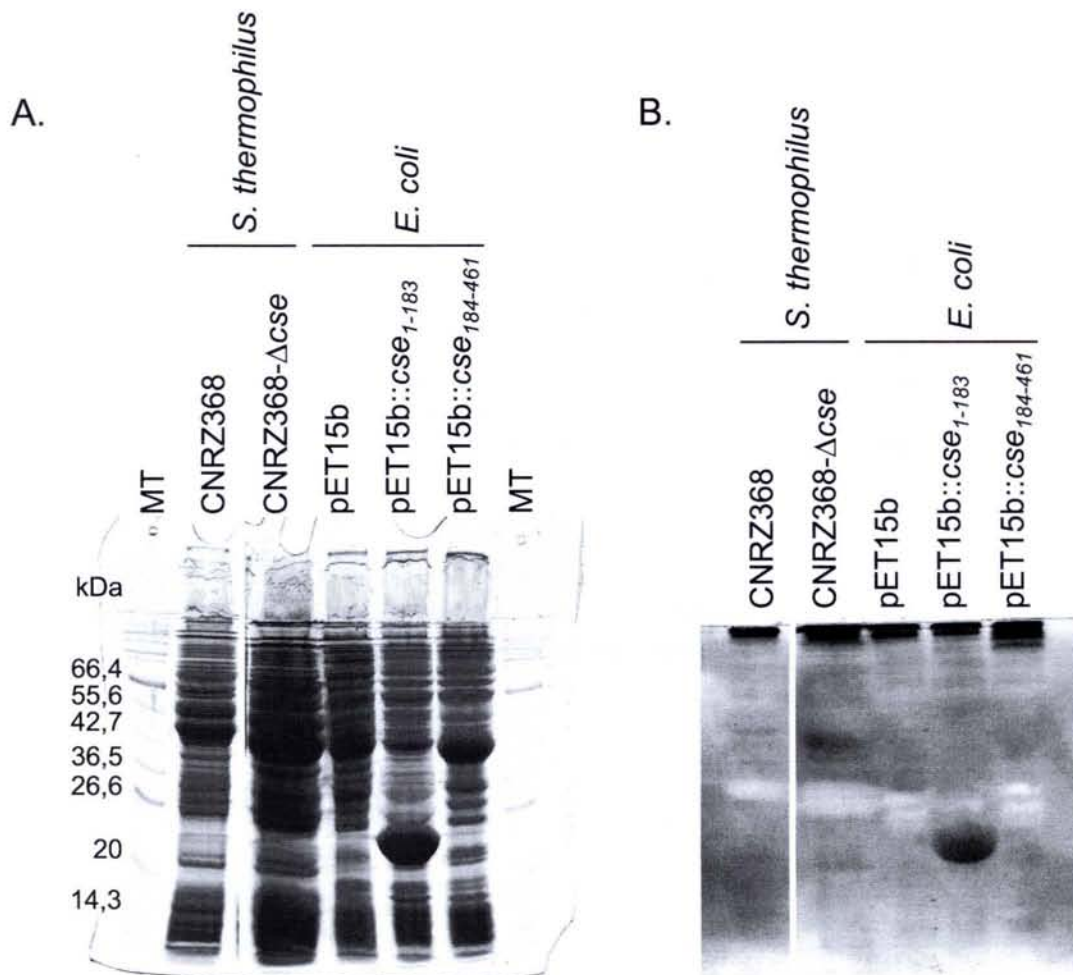 A.
S. thermophilus
E. coli
MT
CNRZ368
CNRZ368-Δcse
pET15b
pET15b::cse1-183
pET15b::cse184-461
MT
kDa
66,4
55,6
42,7
36,5
26,6
20
14,3
B.
S. thermophilus
E. coli
CNRZ368
CNRZ368-Δcse
pET15b
pET15b::cse1-183
pET15b::cse184-461